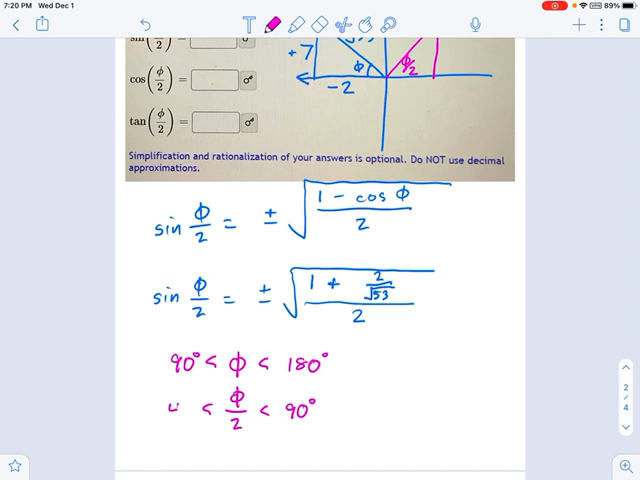 7:20 PM Wed Dec 1
sin(φ/2) =
+7
φ
φ/2
cos(φ/2) =
-2
tan(φ/2) =
Simplification and rationalization of your answers is optional. Do NOT use decimal
approximations.
sin φ/2 = ± √((1 - cos φ)/2)
sin φ/2 = ± √((1 + 2/√53)/2)
90° < φ < 180°
< φ/2 < 90°
2
/
4